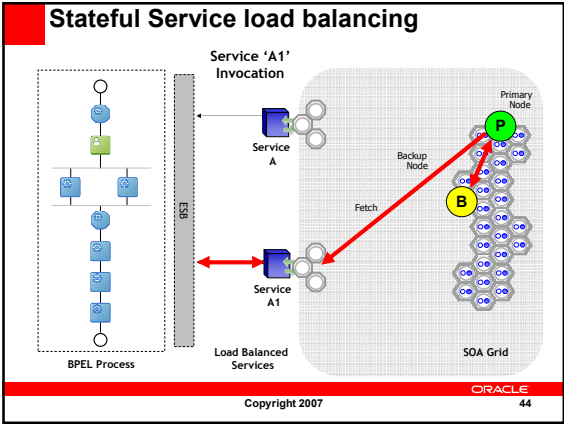 Stateful Service load balancing
Service ‘A1’
Invocation
Primary
Node
P
Service
A
Backup
Node
B
Fetch
ESB
Service
A1
Load Balanced
Services
SOA Grid
BPEL Process
ORACLE
Copyright 2007
44